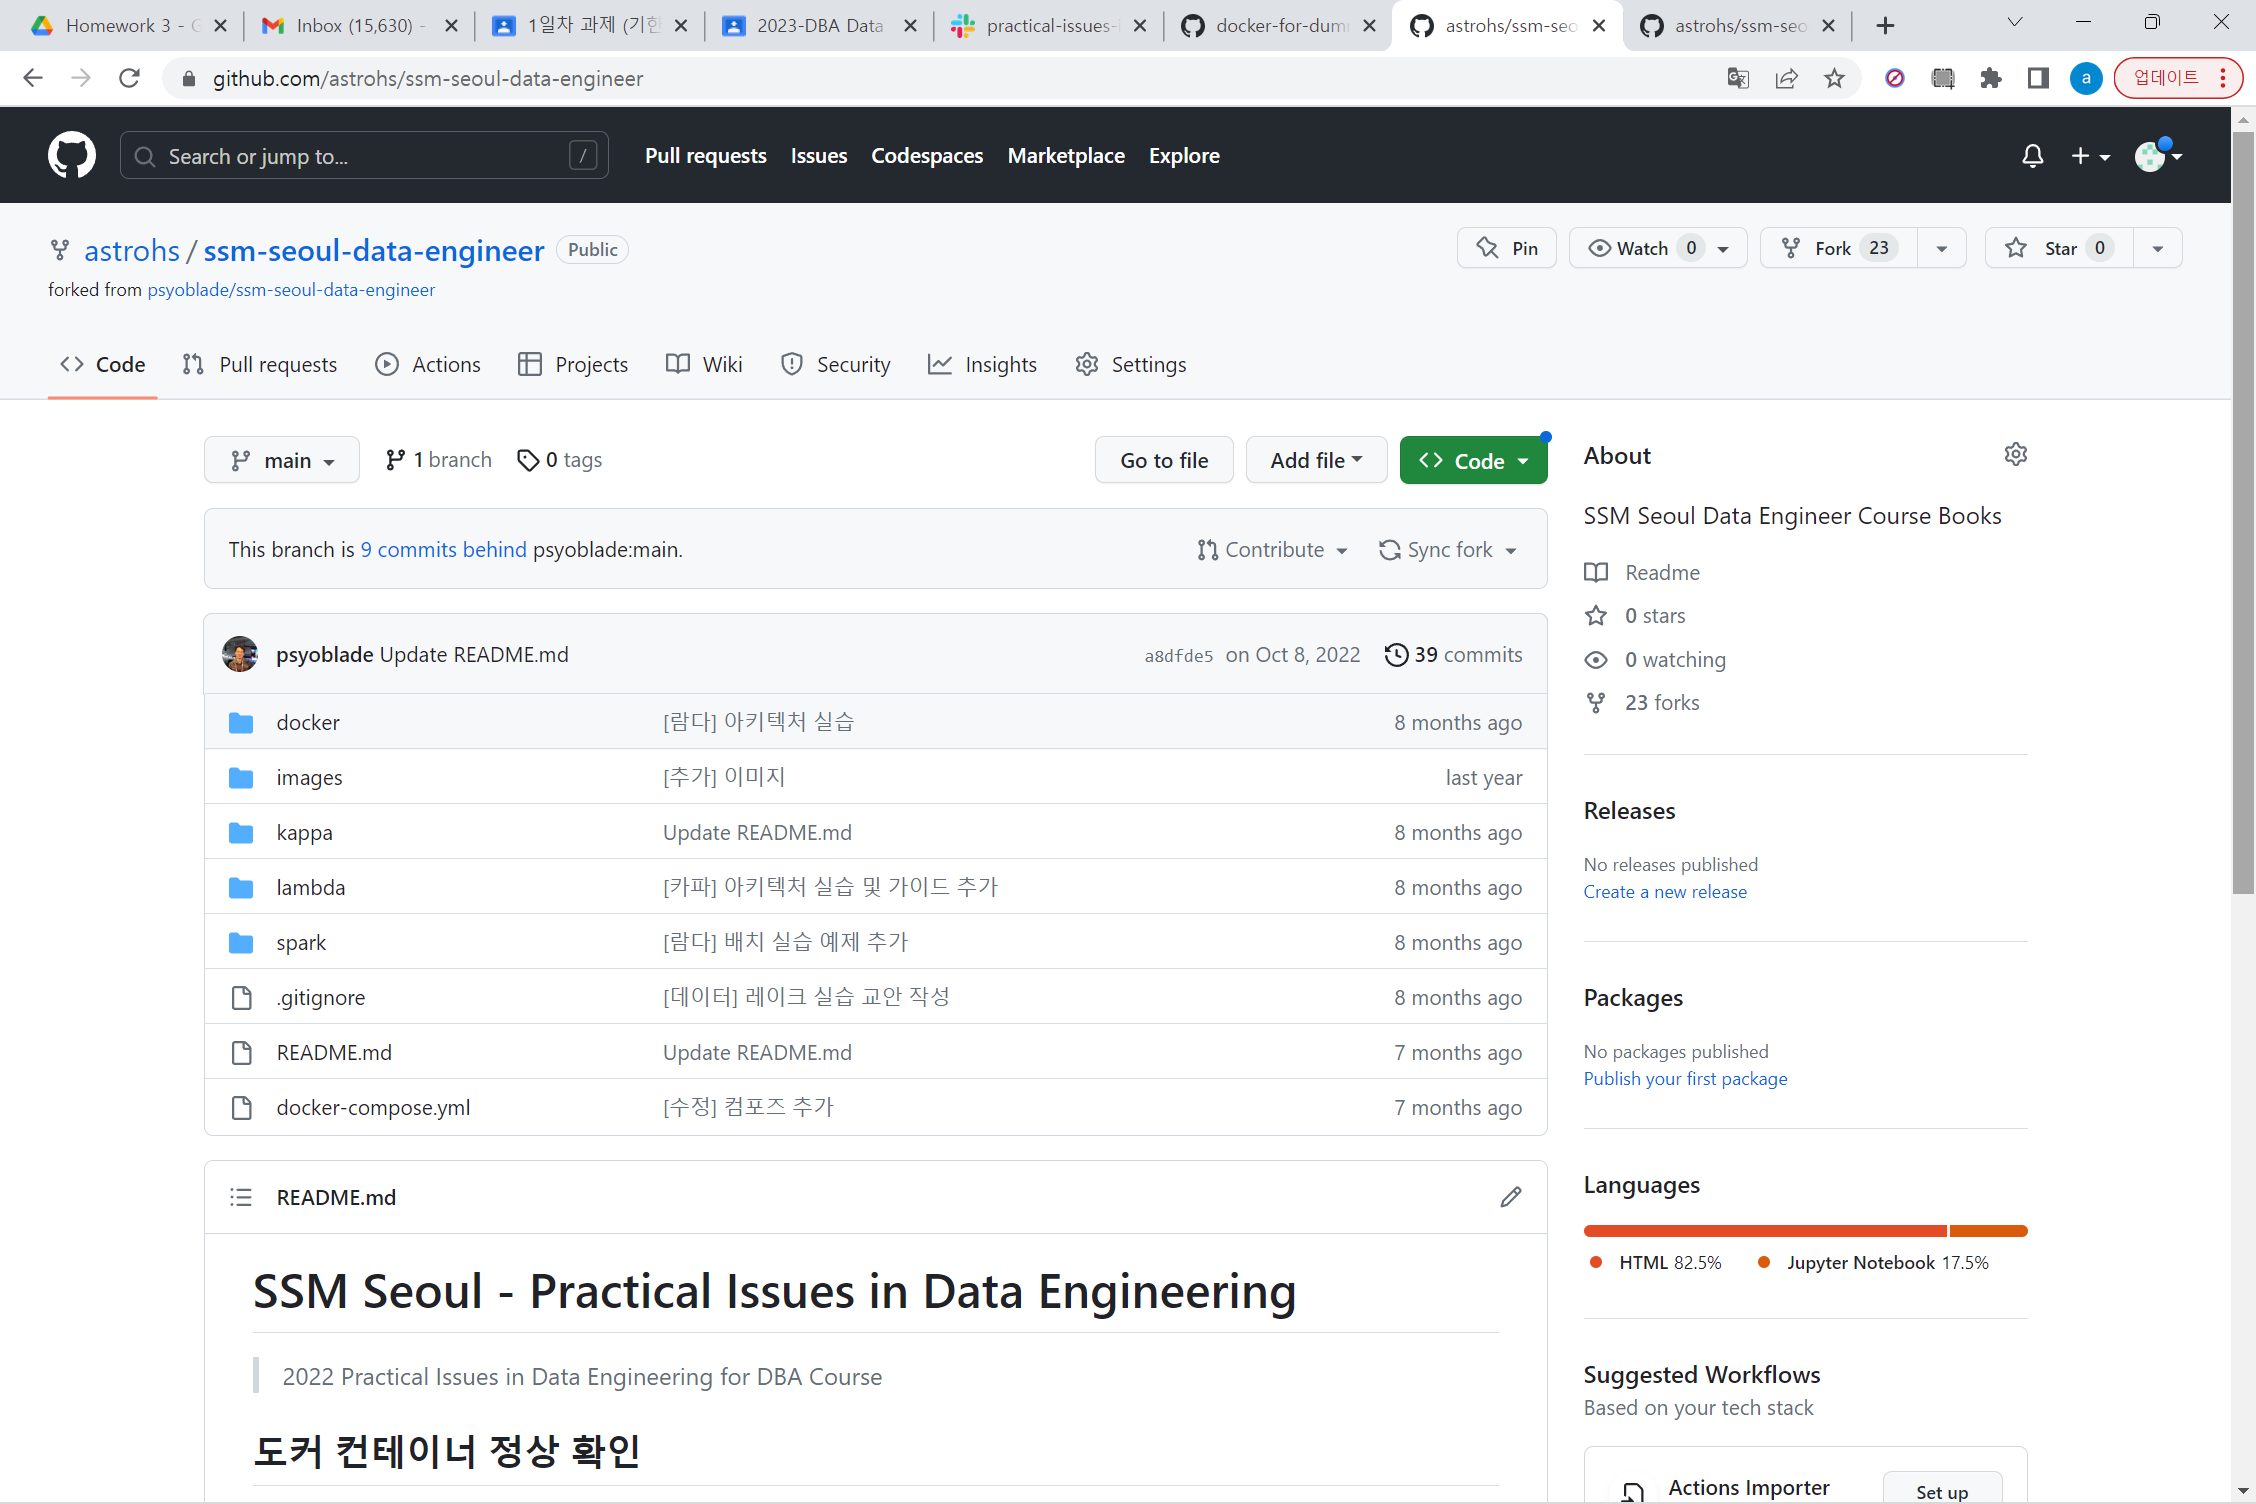 Homework 3 - G
Inbox (15,630) -
1일차 과제 (기한
2023-DBA Data
practical-issues-i
docker-for-dumm
astrohs/ssm-seo
astrohs/ssm-seo
github.com/astrohs/ssm-seoul-data-engineer
a
업데이트
Search or jump to...
/
Pull requests
Issues
Codespaces
Marketplace
Explore
astrohs / ssm-seoul-data-engineer
Public
Pin
Watch 0
Fork 23
Star 0
forked from psyoblade/ssm-seoul-data-engineer
Code
Pull requests
Actions
Projects
Wiki
Security
Insights
Settings
main
1 branch
0 tags
Go to file
Add file
Code
This branch is 9 commits behind psyoblade:main.
Contribute
Sync fork
psyoblade Update README.md
a8dfde5 on Oct 8, 2022
39 commits
docker [람다] 아키텍처 실습 8 months ago
images [추가] 이미지 last year
kappa Update README.md 8 months ago
lambda [카파] 아키텍처 실습 및 가이드 추가 8 months ago
spark [람다] 배치 실습 예제 추가 8 months ago
.gitignore [데이터] 레이크 실습 교안 작성 8 months ago
README.md Update README.md 7 months ago
docker-compose.yml [수정] 컴포즈 추가 7 months ago
README.md
SSM Seoul - Practical Issues in Data Engineering
2022 Practical Issues in Data Engineering for DBA Course
도커 컨테이너 정상 확인
About
SSM Seoul Data Engineer Course Books
Readme
0 stars
0 watching
23 forks
Releases
No releases published
Create a new release
Packages
No packages published
Publish your first package
Languages
HTML 82.5%
Jupyter Notebook 17.5%
Suggested Workflows
Based on your tech stack
Actions Importer
Set up